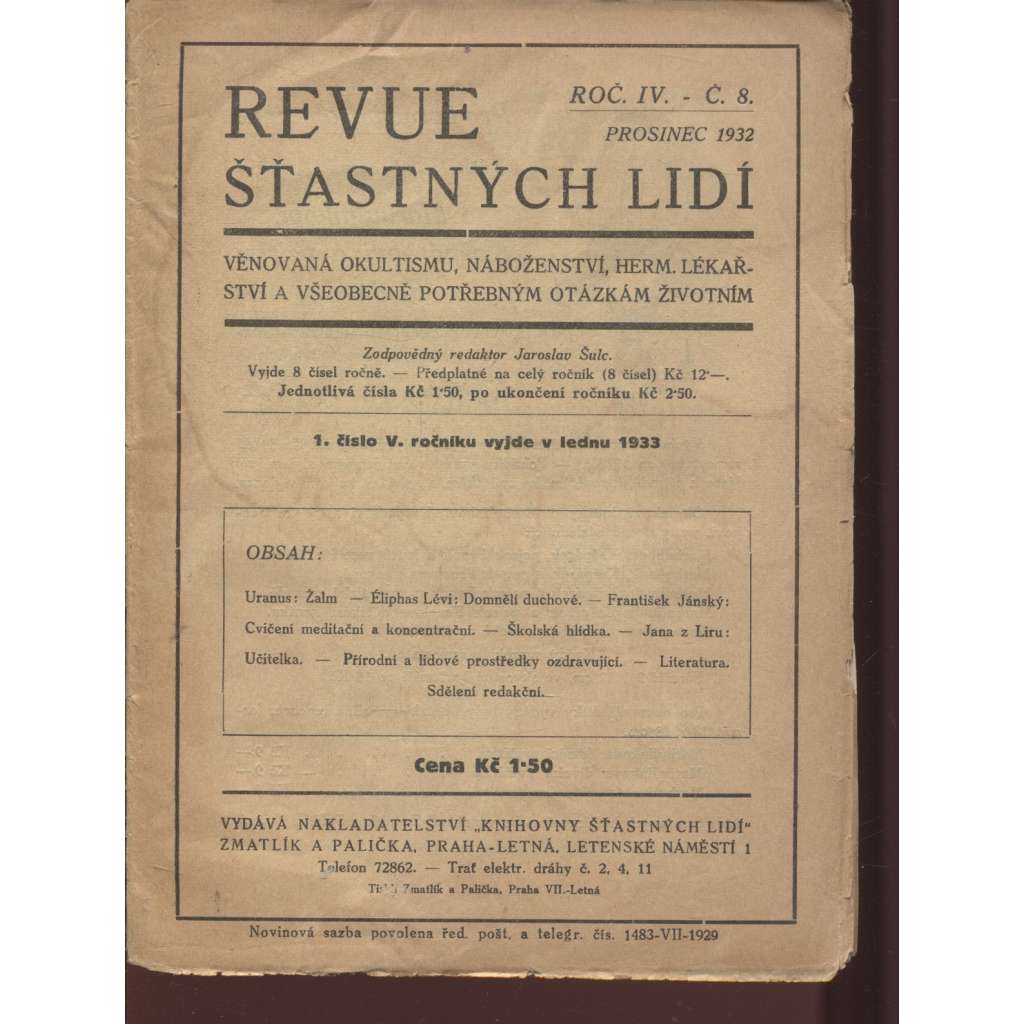 REVUE
ROČ. IV. - Č. 8.
PROSINEC 1932
ŠŤASTNÝCH LIDÍ
VĚNOVANÁ OKULTISMU, NÁBOŽENSTVÍ, HERM. LÉKAŘ-
STVÍ A VŠEOBECNĚ POTŘEBNÝM OTÁZKÁM ŽIVOTNÍM
Zodpovědný redaktor Jaroslav Šulc.
Vyjde 8 čísel ročně. — Předplatné na celý ročník (8 čísel) Kč 12·—.
Jednotlivá čísla Kč 1·50, po ukončení ročníku Kč 2·50.
1. číslo V. ročníku vyjde v lednu 1933
OBSAH:
Uranus: Žalm — Éliphas Lévi: Domnělí duchové. — František Jánský:
Cvičení meditační a koncentrační. — Školská hlídka. — Jana z Liru:
Učitelka. — Přírodní a lidové prostředky ozdravující. — Literatura.
Sdělení redakční.
Cena Kč 1·50
VYDÁVÁ NAKLADATELSTVÍ „KNIHOVNY ŠŤASTNÝCH LIDÍ“
ZMATLÍK A PALIČKA, PRAHA-LETNÁ, LETENSKÉ NÁMĚSTÍ 1
Telefon 72862. — Trať elektr. dráhy č. 2, 4, 11
Zmatlík a Palička, Praha VII.-Letná
Novinová sazba povolena řed. pošt. a telegr. čís. 1483-VII-1929